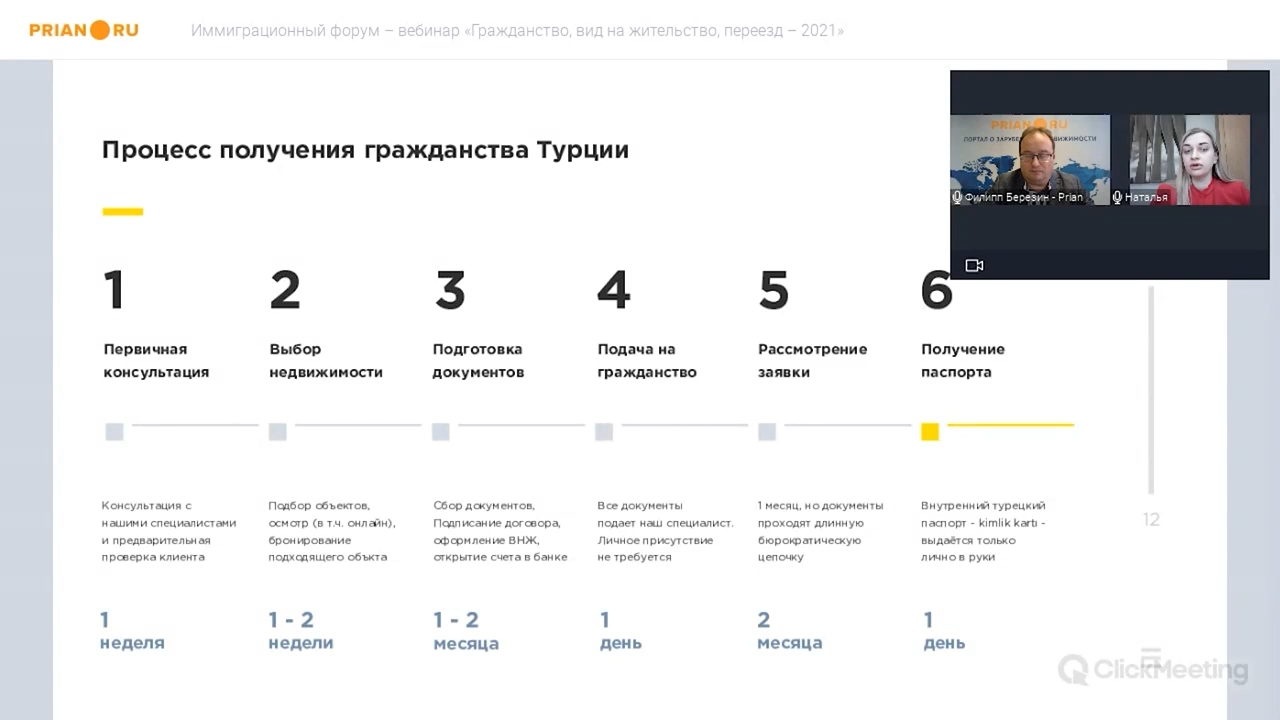 PRIAN RU
Иммиграционный форум – вебинар «Гражданство, вид на жительство, переезд – 2021»
PRIAN RU
ПОРТАЛ О ЗАРУБЕ
ВИЖИМОСТИ
Филипп Березин - Prian
Наталья
Процесс получения гражданства Турции
1
2
3
4
5
6
Первичная
консультация
Выбор
недвижимости
Подготовка
документов
Подача на
гражданство
Рассмотрение
заявки
Получение
паспорта
Консультация с
нашими специалистами
и предварительная
проверка клиента
Подбор объектов,
осмотр (в т.ч. онлайн),
бронирование
подходящего объкта
Сбор документов,
Подписание договора,
оформление ВНЖ,
открытие счета в банке
Все документы
подает наш специалист.
Личное присутствие
не требуется
1 месяц, но документы
проходят длинную
бюрократическую
цепочку
Внутренний турецкий
паспорт - kimlik kartı -
выдаётся только
лично в руки
12
1
неделя
1 - 2
недели
1 - 2
месяца
1
день
2
месяца
1
день
ClickMeeting